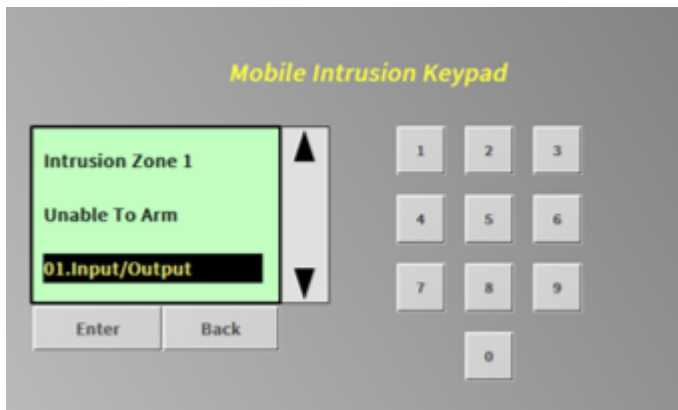 Mobile Intrusion Keypad
Intrusion Zone 1
Unable To Arm
01.Input/Output
Enter Back
1 2 3
4 5 6
7 8 9
0